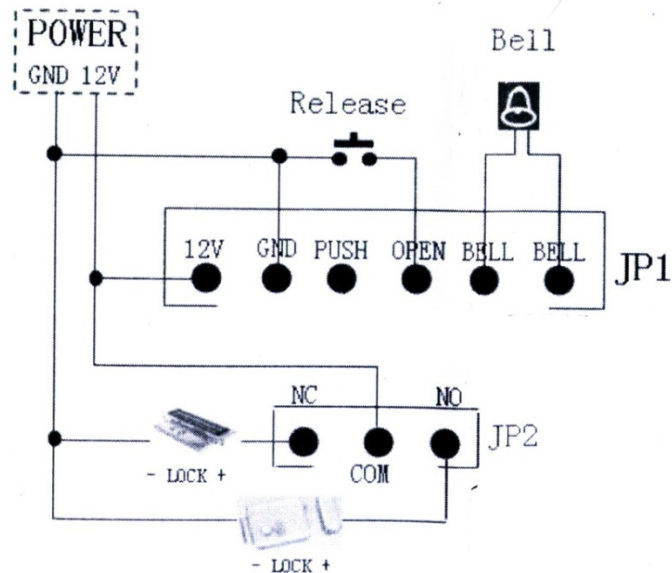 POWER
GND 12V
Bell
Release
12V GND PUSH OPEN BELL BELL
JP1
NC NO
JP2
COM
- LOCK +
- LOCK +